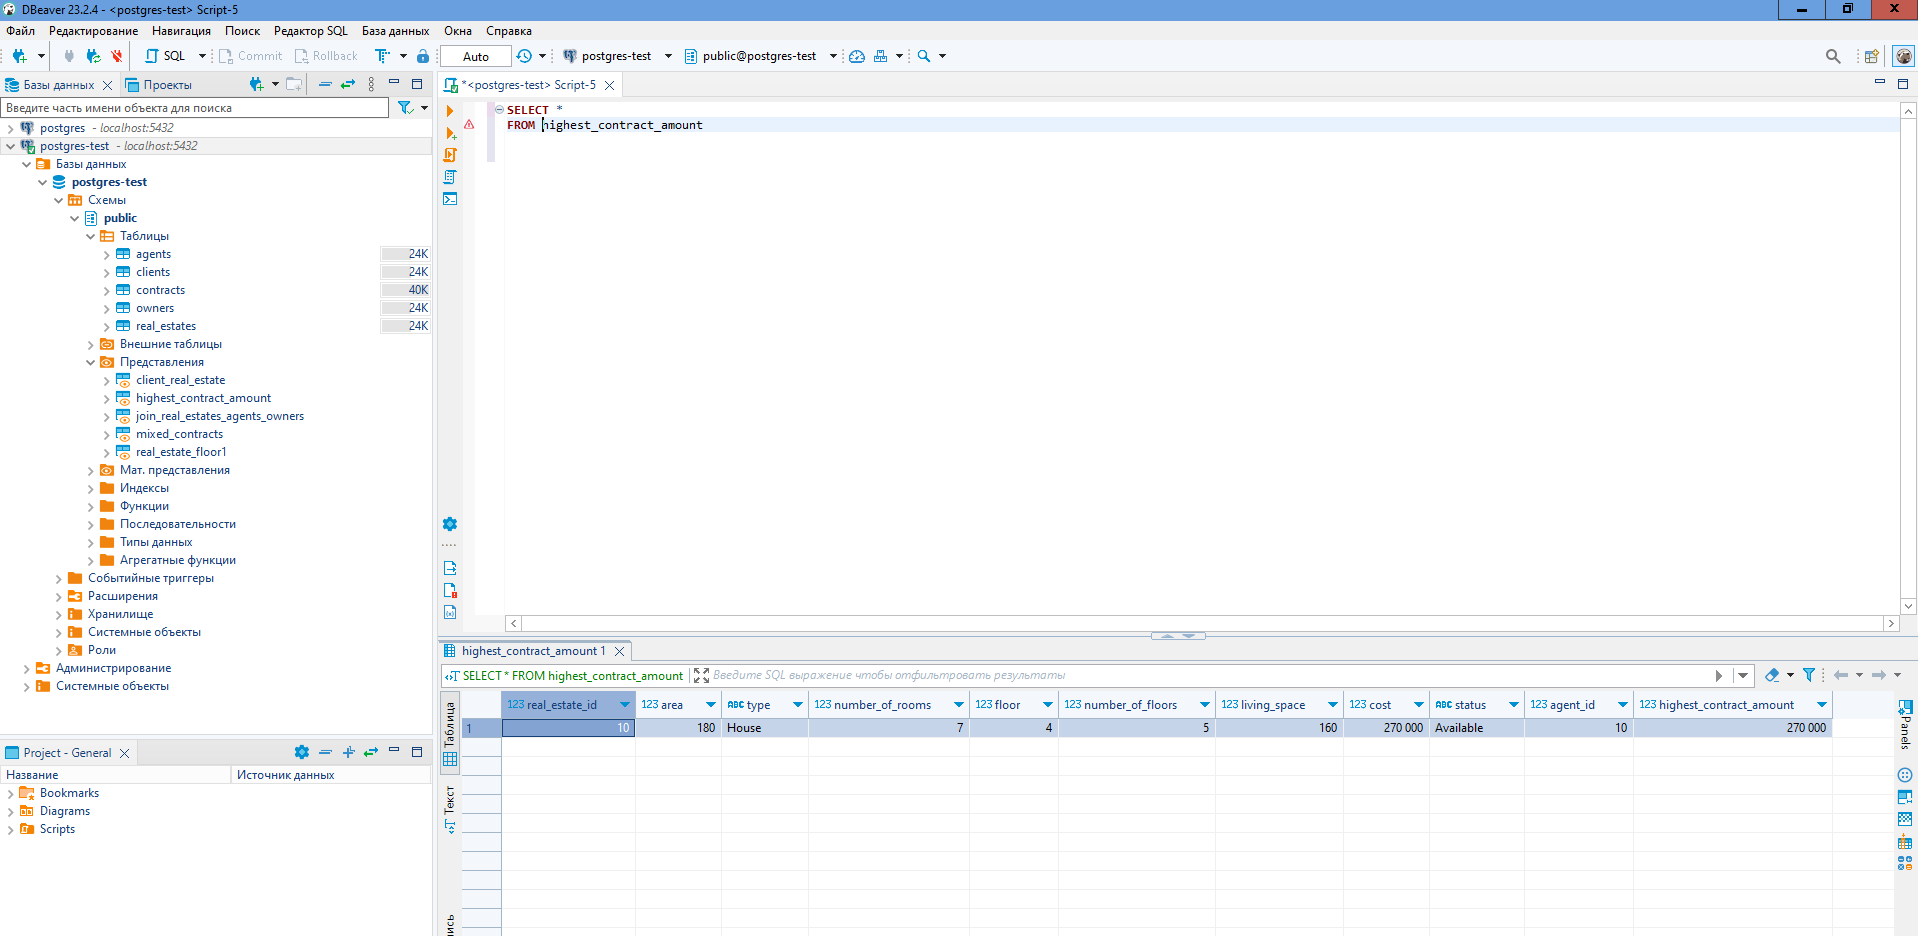 DBeaver 23.2.4 - <postgres-test> Script-5
Файл Редактирование Навигация Поиск Редактор SQL База данных Окна Справка
SQL Commit Rollback T Auto postgres-test public@postgres-test
Базы данных Проекты
Введите часть имени объекта для поиска
postgres - localhost:5432
postgres-test - localhost:5432
Базы данных
postgres-test
Схемы
public
Таблицы
agents 24K
clients 24K
contracts 40K
owners 24K
real_estates 24K
Внешние таблицы
Представления
client_real_estate
highest_contract_amount
join_real_estates_agents_owners
mixed_contracts
real_estate_floor1
Мат. представления
Индексы
Функции
Последовательности
Типы данных
Агрегатные функции
Событийные триггеры
Расширения
Хранилище
Системные объекты
Роли
Администрирование
Системные объекты
Project - General
Название Источник данных
Bookmarks
Diagrams
Scripts
*<postgres-test> Script-5
SELECT *
FROM highest_contract_amount
highest_contract_amount 1
SELECT * FROM highest_contract_amount Введите SQL выражение чтобы отфильтровать результаты
Таблица
Текст
123 real_estate_id 123 area ABC type 123 number_of_rooms 123 floor 123 number_of_floors 123 living_space 123 cost ABC status 123 agent_id 123 highest_contract_amount
1 10 180 House 7 4 5 160 270 000 Available 10 270 000
Panels